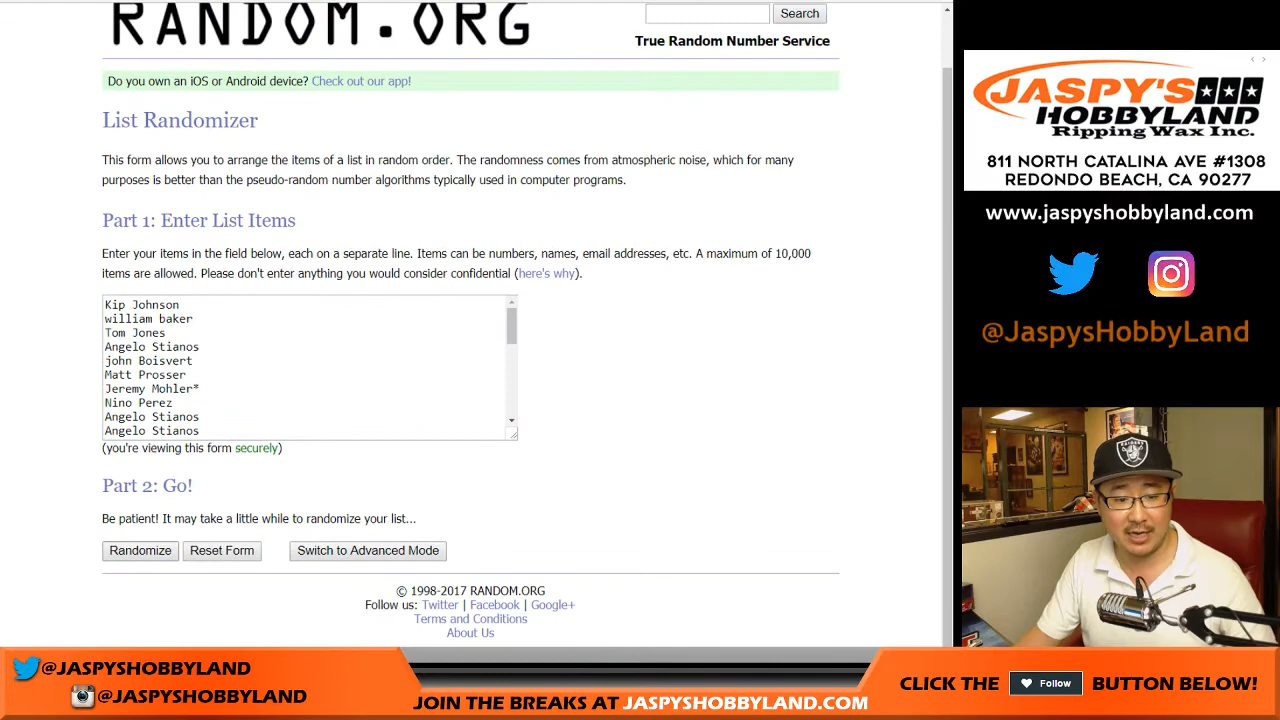 RANDOM.ORG
Search
True Random Number Service
Do you own an iOS or Android device? Check out our app!
List Randomizer
This form allows you to arrange the items of a list in random order. The randomness comes from atmospheric noise, which for many
purposes is better than the pseudo-random number algorithms typically used in computer programs.
Part 1: Enter List Items
Enter your items in the field below, each on a separate line. Items can be numbers, names, email addresses, etc. A maximum of 10,000
items are allowed. Please don't enter anything you would consider confidential (here's why).
Kip Johnson
william baker
Tom Jones
Angelo Stianos
john Boisvert
Matt Prosser
Jeremy Mohler*
Nino Perez
Angelo Stianos
Angelo Stianos
(you're viewing this form securely)
Part 2: Go!
Be patient! It may take a little while to randomize your list...
Randomize
Reset Form
Switch to Advanced Mode
© 1998-2017 RANDOM.ORG
Follow us: Twitter | Facebook | Google+
Terms and Conditions
About Us
JASPY'S
HOBBYLAND
Ripping Wax Inc.
811 NORTH CATALINA AVE #1308
REDONDO BEACH, CA 90277
www.jaspyshobbyland.com
@JaspysHobbyLand
RAIDERS
@JASPYSHOBBYLAND
@JASPYSHOBBYLAND
JOIN THE BREAKS AT JASPYSHOBBYLAND.COM
CLICK THE Follow BUTTON BELOW!